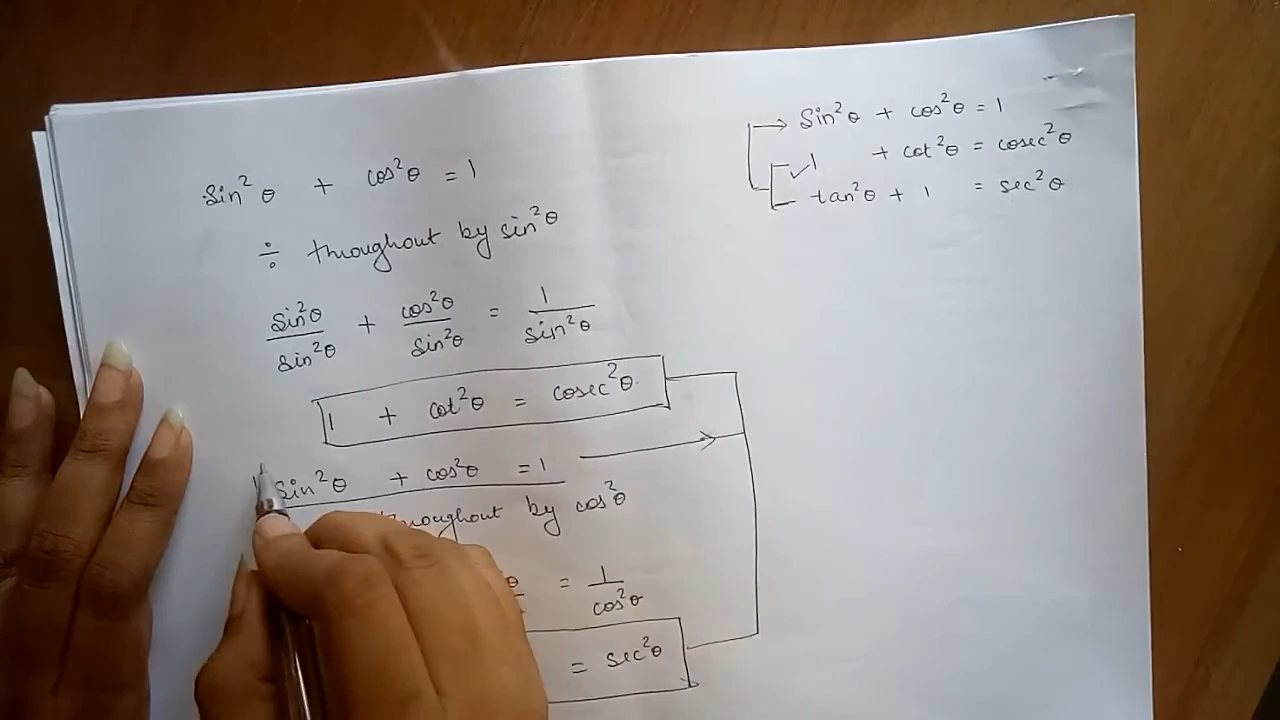 sin²θ + cos²θ = 1
÷ throughout by sin²θ
sin²θ/sin²θ + cos²θ/sin²θ = 1/sin²θ
1 + cot²θ = cosec²θ.
sin²θ + cos²θ = 1
throughout by cos²θ
= 1/cos²θ
= sec²θ
→ Sin²θ + cos²θ = 1
✓ 1 + cot²θ = cosec²θ
tan²θ + 1 = sec²θ